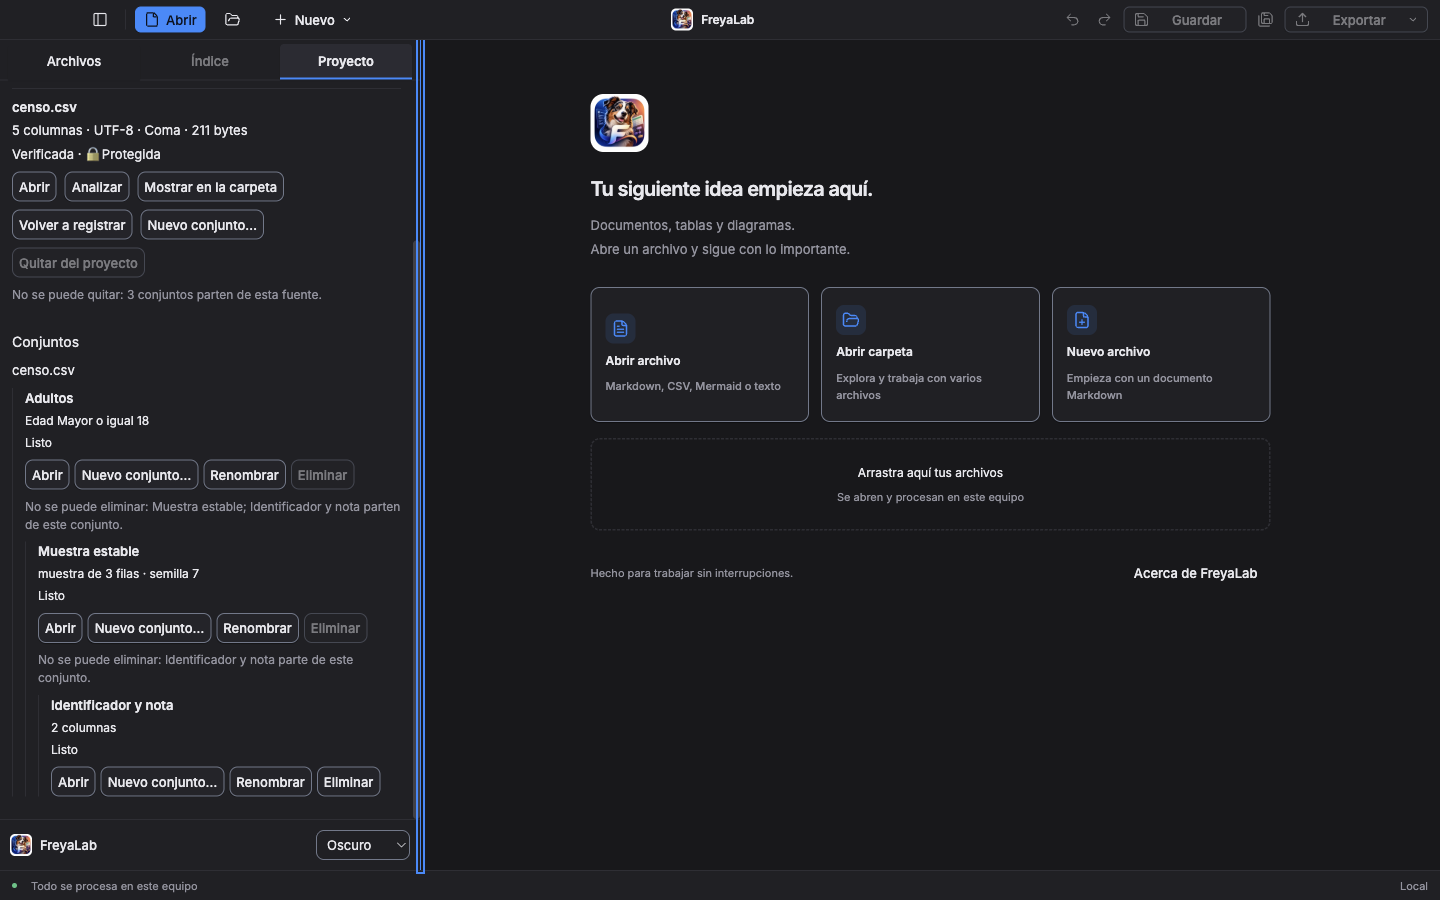 Abrir
Nuevo
FreyaLab
Guardar
Exportar
Archivos
Índice
Proyecto
censo.csv
5 columnas · UTF-8 · Coma · 211 bytes
Verificada · 🔒Protegida
Abrir
Analizar
Mostrar en la carpeta
Volver a registrar
Nuevo conjunto...
Quitar del proyecto
No se puede quitar: 3 conjuntos parten de esta fuente.
Conjuntos
censo.csv
Adultos
Edad Mayor o igual 18
Listo
Abrir
Nuevo conjunto...
Renombrar
Eliminar
No se puede eliminar: Muestra estable; Identificador y nota parten
de este conjunto.
Muestra estable
muestra de 3 filas · semilla 7
Listo
Abrir
Nuevo conjunto...
Renombrar
Eliminar
No se puede eliminar: Identificador y nota parte de este
conjunto.
Identificador y nota
2 columnas
Listo
Abrir
Nuevo conjunto...
Renombrar
Eliminar
FreyaLab
Oscuro
F
Tu siguiente idea empieza aquí.
Documentos, tablas y diagramas.
Abre un archivo y sigue con lo importante.
Abrir archivo
Markdown, CSV, Mermaid o texto
Abrir carpeta
Explora y trabaja con varios
archivos
Nuevo archivo
Empieza con un documento
Markdown
Arrastra aquí tus archivos
Se abren y procesan en este equipo
Hecho para trabajar sin interrupciones.
Acerca de FreyaLab
Todo se procesa en este equipo
Local